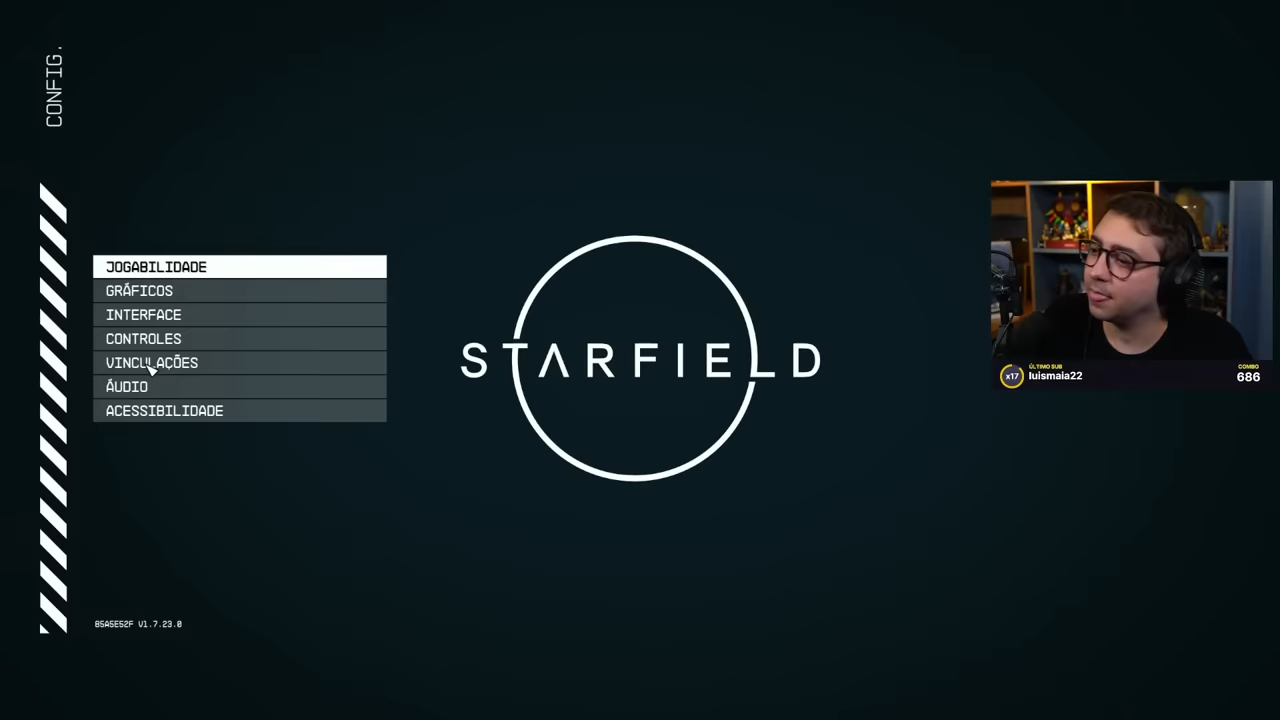 CONFIG.
JOGABILIDADE
GRÁFICOS
INTERFACE
CONTROLES
VINCULAÇÕES
ÁUDIO
ACESSIBILIDADE
85A5E52F V1.7.23.0
STARFIELD
x17
ÚLTIMO SUB
luismaia22
COMBO
686